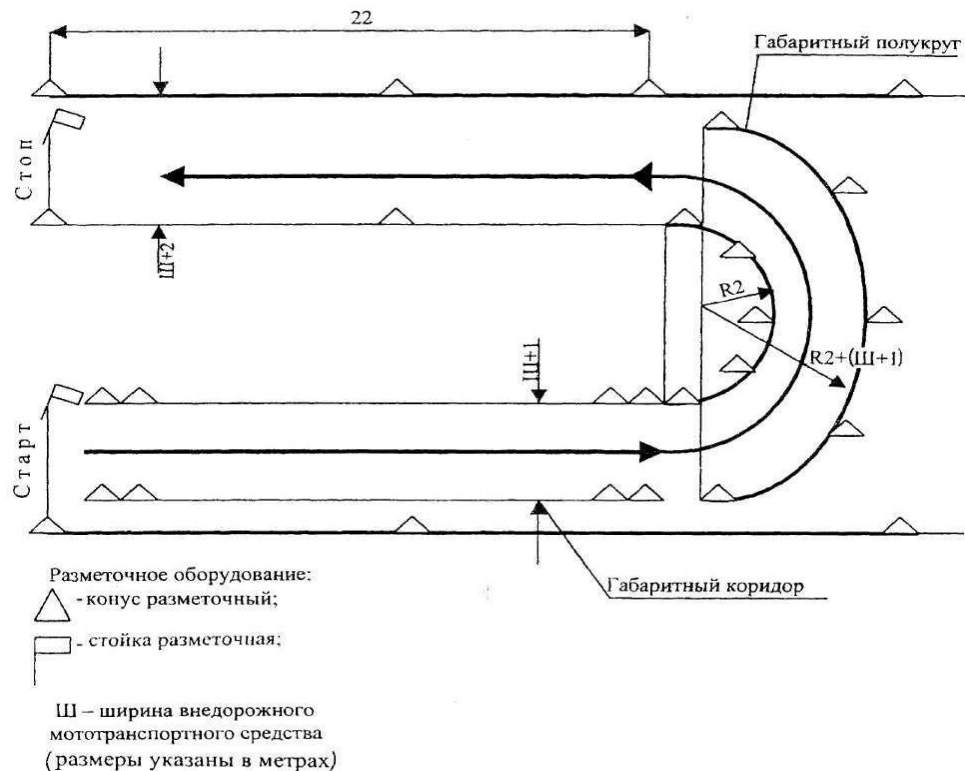 22
Габаритный полукруг
Стоп
Ш+2
R2
Ш+1
R2+(Ш+1)
Старт
Габаритный коридор
Разметочное оборудование:
- конус разметочный;
- стойка разметочная;
Ш – ширина внедорожного
мототранспортного средства
(размеры указаны в метрах)